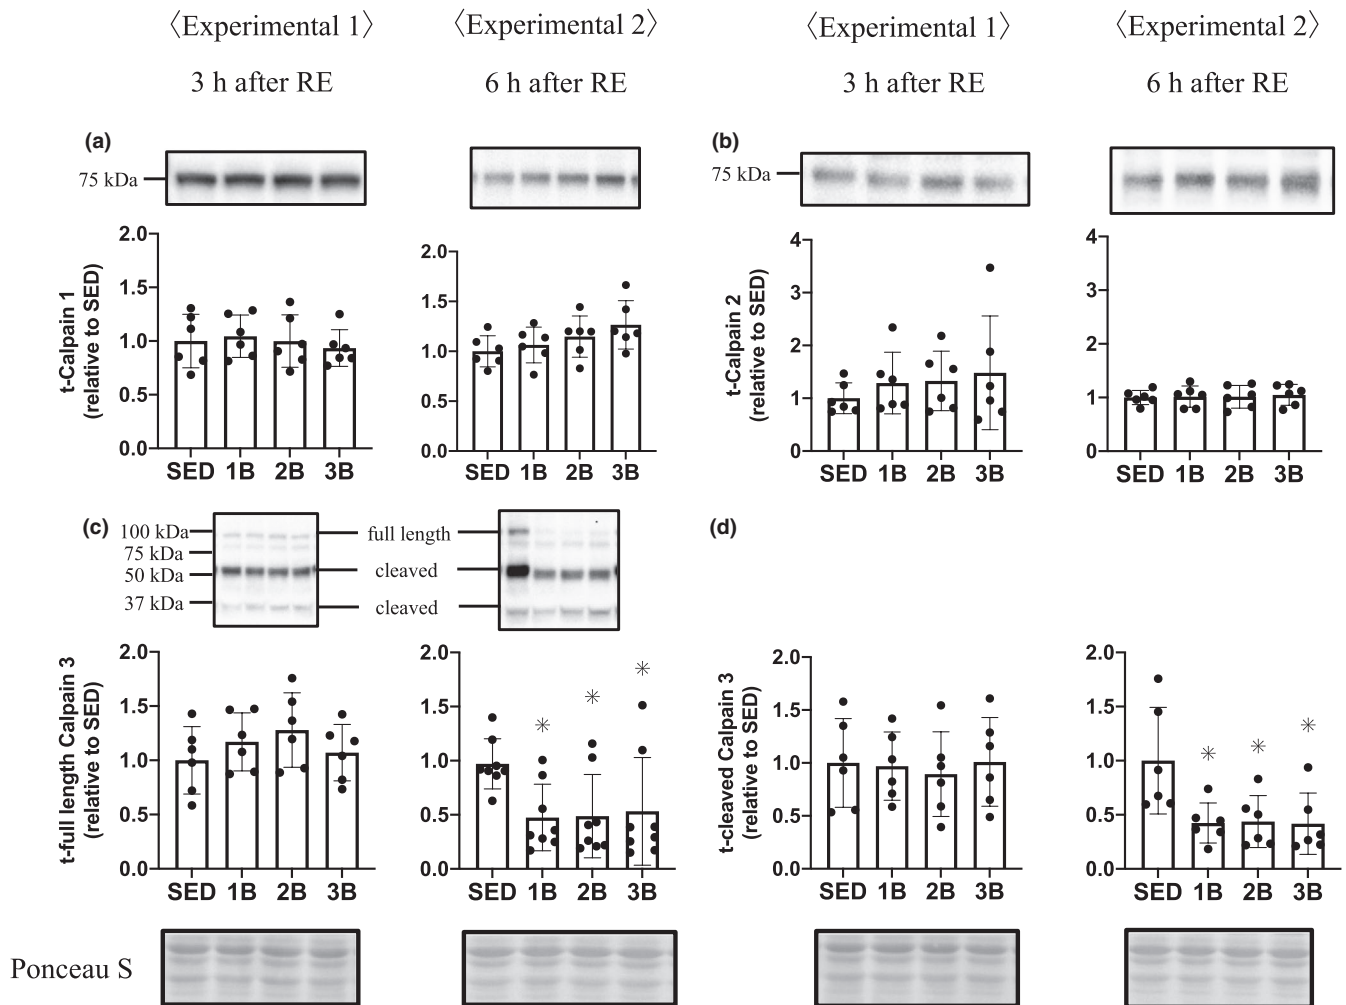 〈Experimental 1〉 〈Experimental 2〉 〈Experimental 1〉 〈Experimental 2〉
3 h after RE 6 h after RE 3 h after RE 6 h after RE
(a)
75 kDa
t-Calpain 1
(relative to SED)
2.0
1.5
1.0
0.5
0.0
SED 1B 2B 3B
2.0
1.5
1.0
0.5
0.0
SED 1B 2B 3B
(b)
75 kDa
t-Calpain 2
(relative to SED)
4
3
2
1
0
SED 1B 2B 3B
4
3
2
1
0
SED 1B 2B 3B
(c)
100 kDa
75 kDa
50 kDa
37 kDa
full length
cleaved
cleaved
t-full length Calpain 3
(relative to SED)
2.0
1.5
1.0
0.5
0.0
SED 1B 2B 3B
2.0
1.5
1.0
0.5
0.0
* * *
SED 1B 2B 3B
(d)
t-cleaved Calpain 3
(relative to SED)
2.0
1.5
1.0
0.5
0.0
SED 1B 2B 3B
2.0
1.5
1.0
0.5
0.0
* * *
SED 1B 2B 3B
Ponceau S